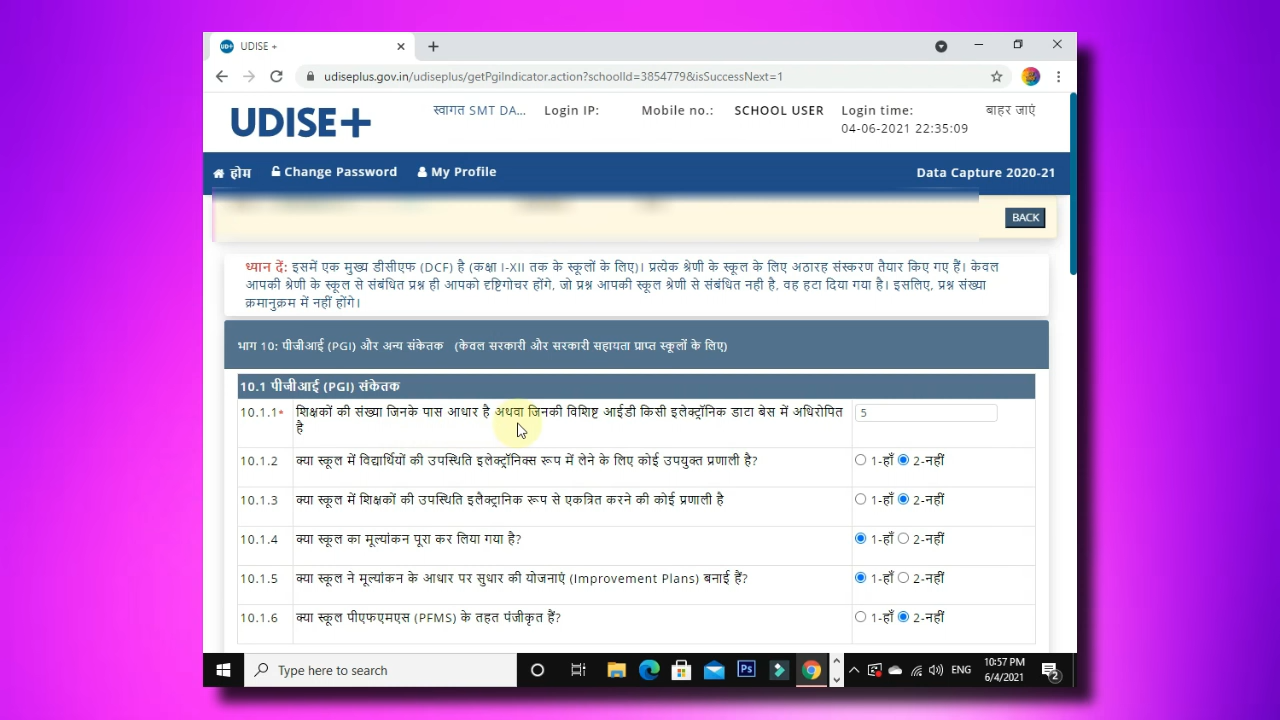 UDISE +
udiseplus.gov.in/udiseplus/getPgiIndicator.action?schoolId=3854779&isSuccessNext=1
UDISE+
स्वागत SMT DA... Login IP: Mobile no.: SCHOOL USER Login time: बाहर जाएं
04-06-2021 22:35:09
होम Change Password My Profile Data Capture 2020-21
BACK
ध्यान दें: इसमें एक मुख्य डीसीएफ (DCF) है (कक्षा I-XII तक के स्कूलों के लिए)। प्रत्येक श्रेणी के स्कूल के लिए अठारह संस्करण तैयार किए गए हैं। केवल
आपकी श्रेणी के स्कूल से संबंधित प्रश्न ही आपको दृष्टिगोचर होंगे, जो प्रश्न आपकी स्कूल श्रेणी से संबंधित नही है, वह हटा दिया गया है। इसलिए, प्रश्न संख्या
क्रमानुक्रम में नहीं होंगे।
भाग 10: पीजीआई (PGI) और अन्य संकेतक (केवल सरकारी और सरकारी सहायता प्राप्त स्कूलों के लिए)
10.1 पीजीआई (PGI) संकेतक
10.1.1* शिक्षकों की संख्या जिनके पास आधार है अथवा जिनकी विशिष्ट आईडी किसी इलेक्ट्रॉनिक डाटा बेस में अधिरोपित 5
है
10.1.2 क्या स्कूल में विद्यार्थियों की उपस्थिति इलेक्ट्रॉनिक्स रूप में लेने के लिए कोई उपयुक्त प्रणाली है? 1-हाँ 2-नहीं
10.1.3 क्या स्कूल में शिक्षकों की उपस्थिति इलैक्ट्रानिक रूप से एकत्रित करने की कोई प्रणाली है 1-हाँ 2-नहीं
10.1.4 क्या स्कूल का मूल्यांकन पूरा कर लिया गया है? 1-हाँ 2-नहीं
10.1.5 क्या स्कूल ने मूल्यांकन के आधार पर सुधार की योजनाएं (Improvement Plans) बनाई हैं? 1-हाँ 2-नहीं
10.1.6 क्या स्कूल पीएफएमएस (PFMS) के तहत पंजीकृत हैं? 1-हाँ 2-नहीं
Type here to search Ps ENG 10:57 PM
6/4/2021 2